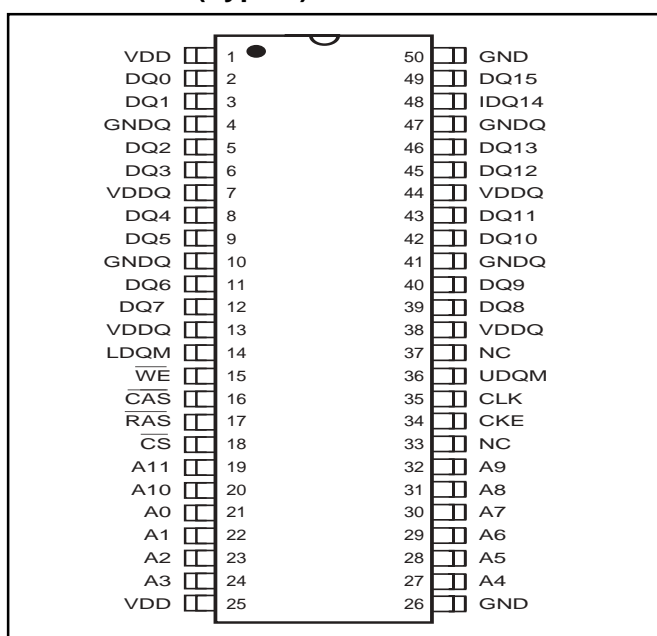 VDD 1 50 GND
DQ0 2 49 DQ15
DQ1 3 48 IDQ14
GNDQ 4 47 GNDQ
DQ2 5 46 DQ13
DQ3 6 45 DQ12
VDDQ 7 44 VDDQ
DQ4 8 43 DQ11
DQ5 9 42 DQ10
GNDQ 10 41 GNDQ
DQ6 11 40 DQ9
DQ7 12 39 DQ8
VDDQ 13 38 VDDQ
LDQM 14 37 NC
WE 15 36 UDQM
CAS 16 35 CLK
RAS 17 34 CKE
CS 18 33 NC
A11 19 32 A9
A10 20 31 A8
A0 21 30 A7
A1 22 29 A6
A2 23 28 A5
A3 24 27 A4
VDD 25 26 GND